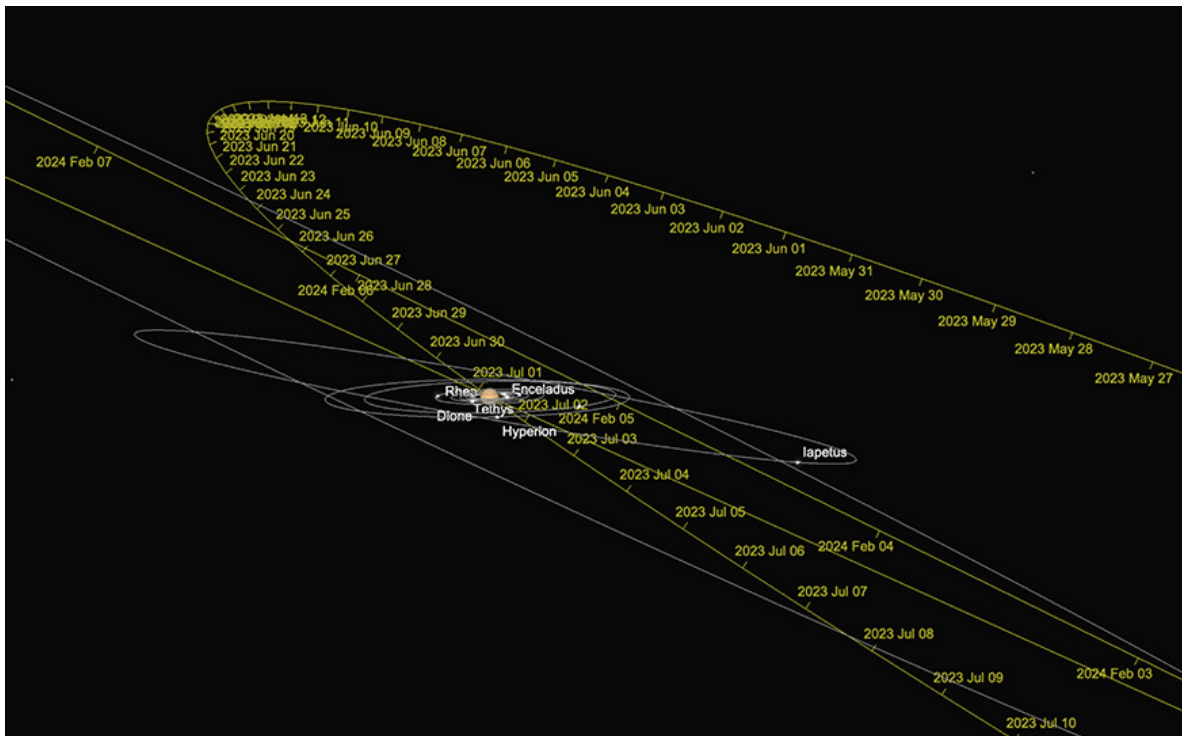 2024 Feb 07
2023 Jun 20
2023 Jun 21
2023 Jun 22
2023 Jun 23
2023 Jun 24
2023 Jun 25
2023 Jun 26
2023 Jun 27
2023 Jun 28
2024 Feb 06
2023 Jun 29
2023 Jun 30
2023 Jul 01
2023 Jun 10
2023 Jun 09
2023 Jun 08
2023 Jun 07
2023 Jun 06
2023 Jun 05
2023 Jun 04
2023 Jun 03
2023 Jun 02
2023 Jun 01
2023 May 31
2023 May 30
2023 May 29
2023 May 28
2023 May 27
Rhea
Enceladus
Tethys
Dione
Hyperion
Iapetus
2023 Jul 02
2024 Feb 05
2023 Jul 03
2023 Jul 04
2023 Jul 05
2024 Feb 04
2023 Jul 06
2023 Jul 07
2023 Jul 08
2024 Feb 03
2023 Jul 09
2023 Jul 10